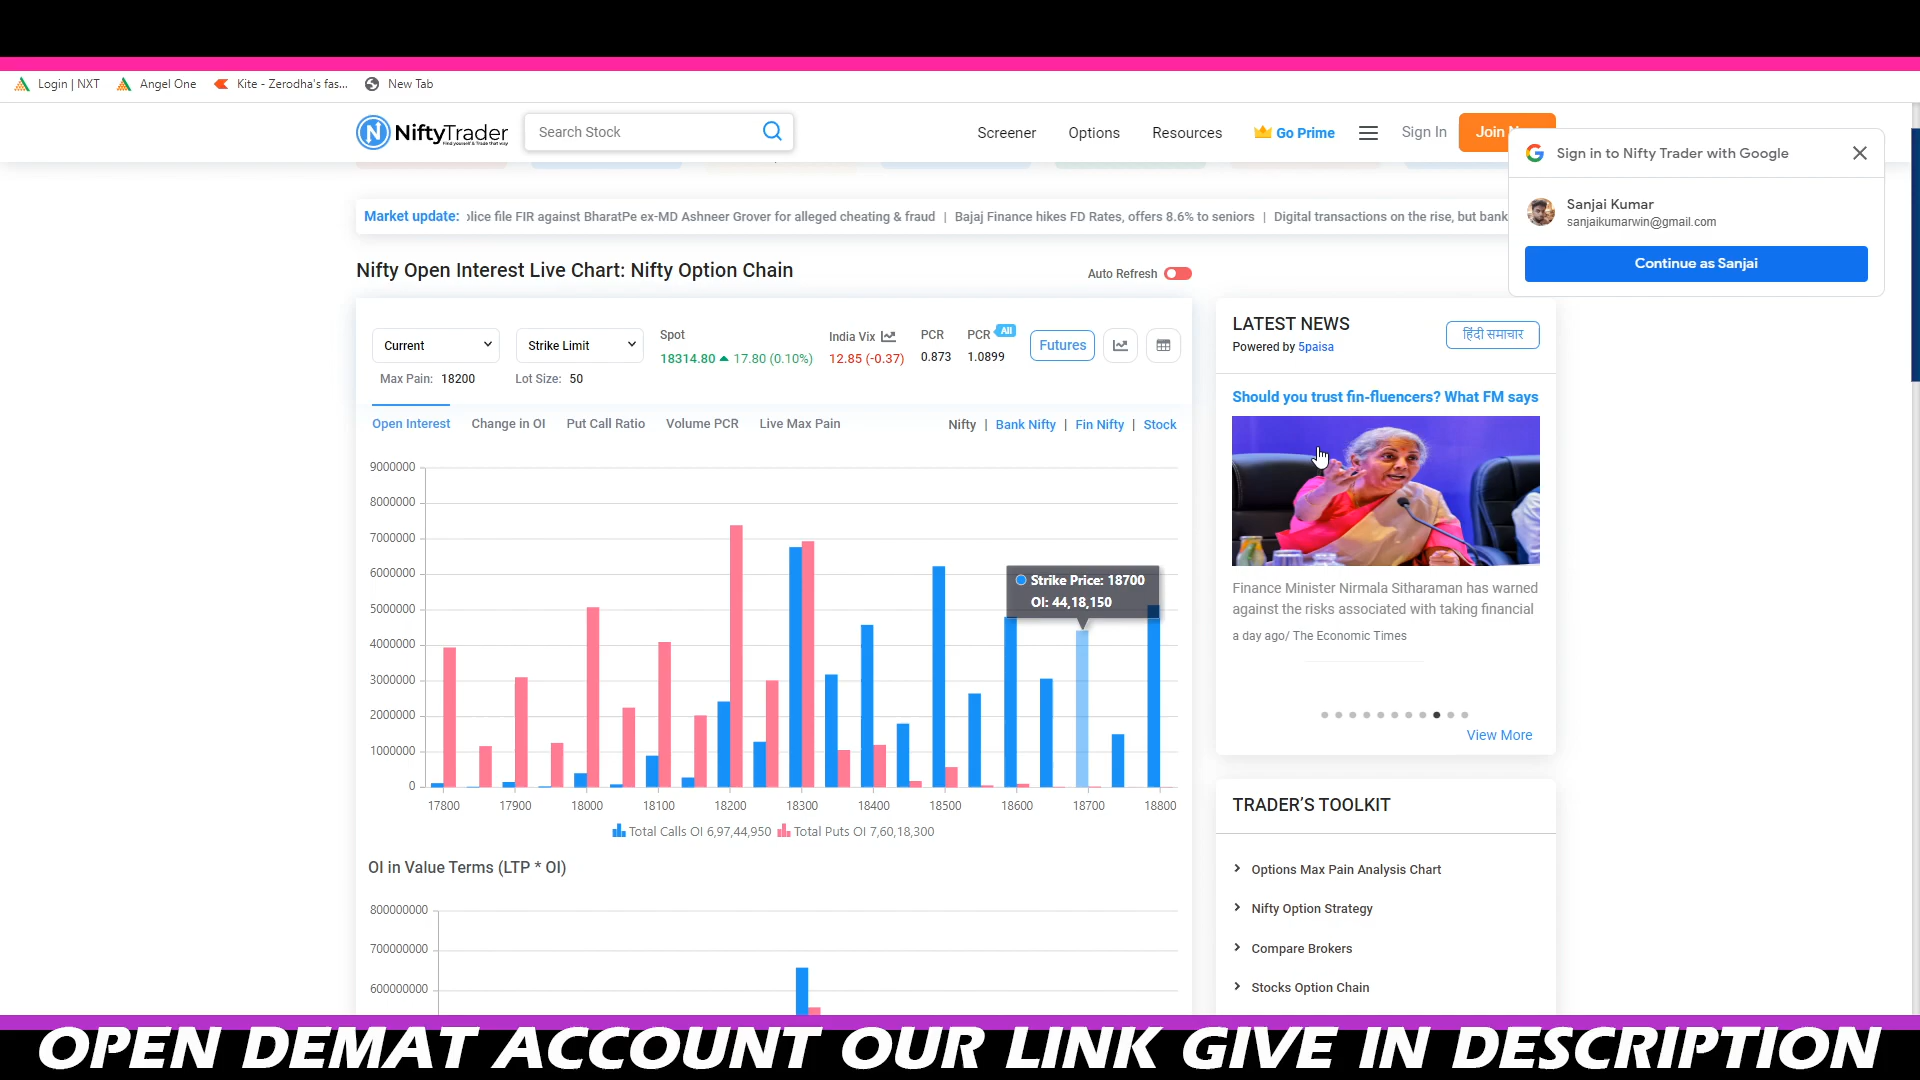 Login | NXT Angel One Kite - Zerodha's fas... New Tab
NiftyTrader Search Stock Screener Options Resources Go Prime Sign In Join
Find yourself & Trade that way
Sign in to Nifty Trader with Google
Sanjai Kumar
sanjaikumarwin@gmail.com
Continue as Sanjai
Market update: olice file FIR against BharatPe ex-MD Ashneer Grover for alleged cheating & fraud | Bajaj Finance hikes FD Rates, offers 8.6% to seniors | Digital transactions on the rise, but bank
Nifty Open Interest Live Chart: Nifty Option Chain Auto Refresh
Current Strike Limit Spot India Vix PCR PCR All Futures
18314.80 17.80 (0.10%) 12.85 (-0.37) 0.873 1.0899
Max Pain: 18200 Lot Size: 50
Open Interest Change in OI Put Call Ratio Volume PCR Live Max Pain Nifty | Bank Nifty | Fin Nifty | Stock
9000000
8000000
7000000
6000000
5000000
4000000
3000000
2000000
1000000
0
Strike Price: 18700
OI: 44,18,150
17800 17900 18000 18100 18200 18300 18400 18500 18600 18700 18800
Total Calls OI 6,97,44,950 Total Puts OI 7,60,18,300
OI in Value Terms (LTP * OI)
800000000
700000000
600000000
LATEST NEWS हिंदी समाचार
Powered by 5paisa
Should you trust fin-fluencers? What FM says
Finance Minister Nirmala Sitharaman has warned
against the risks associated with taking financial
a day ago/ The Economic Times
View More
TRADER'S TOOLKIT
Options Max Pain Analysis Chart
Nifty Option Strategy
Compare Brokers
Stocks Option Chain
OPEN DEMAT ACCOUNT OUR LINK GIVE IN DESCRIPTION